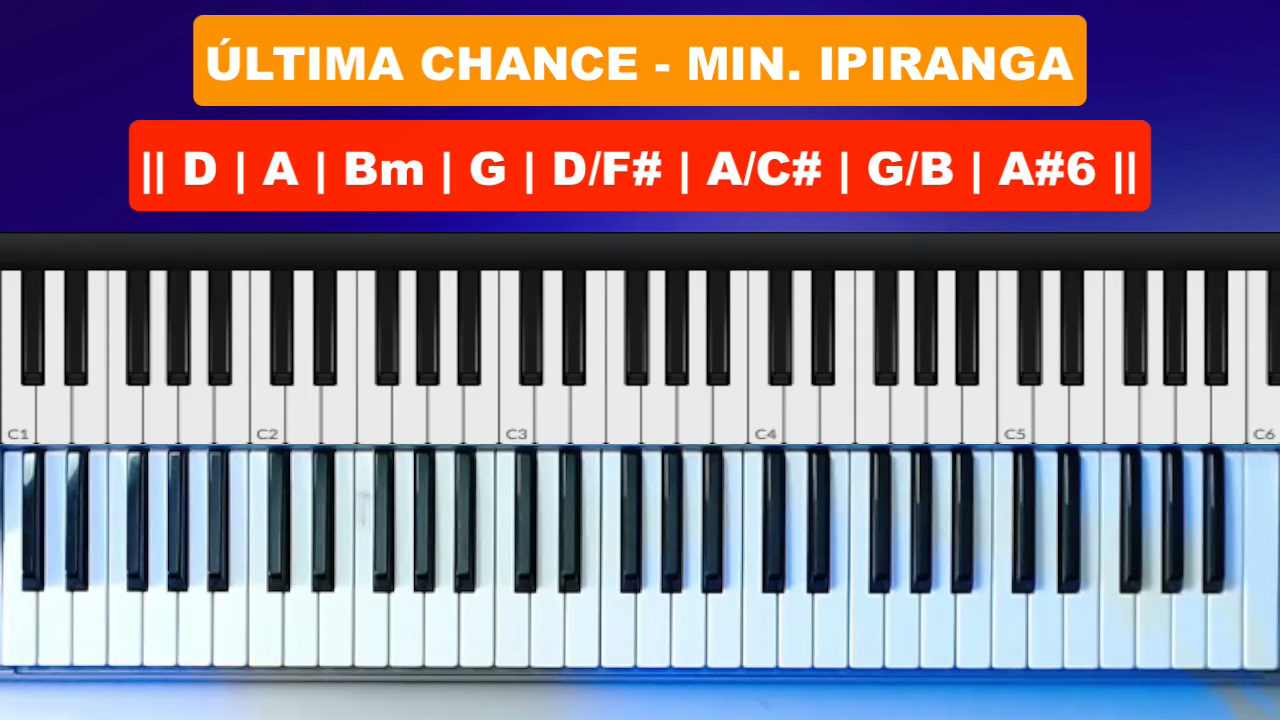 ÚLTIMA CHANCE - MIN. IPIRANGA
|| D | A | Bm | G | D/F# | A/C# | G/B | A#6 ||
C1 C2 C3 C4 C5 C6